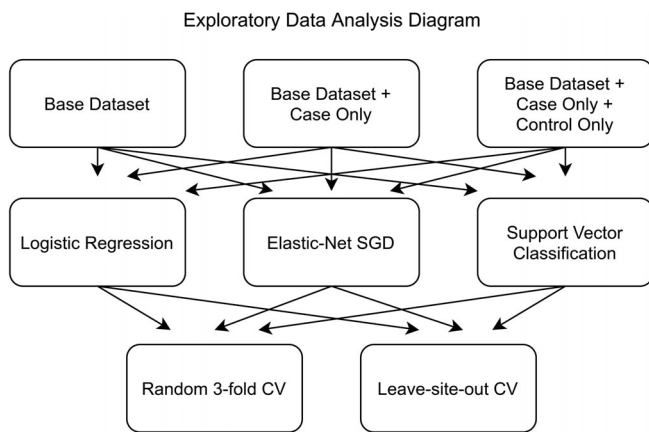 Exploratory Data Analysis Diagram
Base Dataset
Base Dataset +
Case Only
Base Dataset +
Case Only +
Control Only
Logistic Regression
Elastic-Net SGD
Support Vector
Classification
Random 3-fold CV
Leave-site-out CV